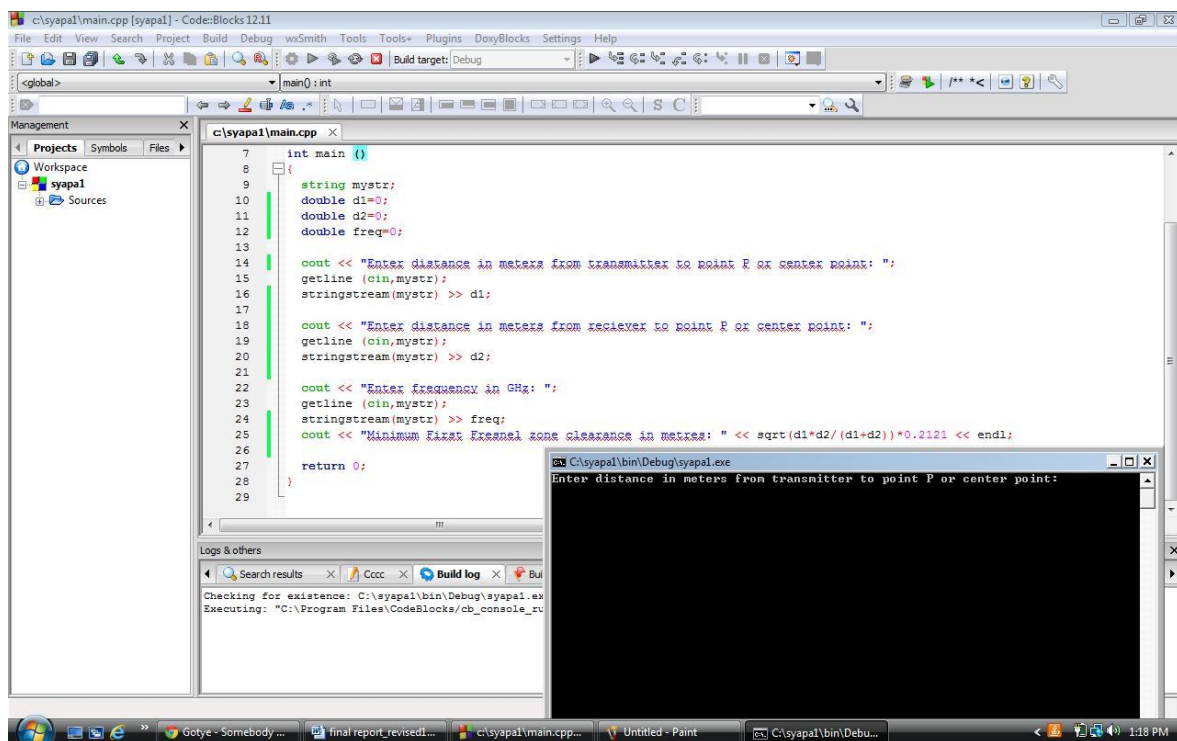 c:\syapa1\main.cpp [syapa1] - Code::Blocks 12.11
File Edit View Search Project Build Debug wxSmith Tools Tools+ Plugins DoxyBlocks Settings Help
Build target: Debug
<global> main() : int
/** *<
S C
Management
Projects Symbols Files
Workspace
syapa1
Sources
c:\syapa1\main.cpp
7 int main ()
8 {
9 string mystr;
10 double d1=0;
11 double d2=0;
12 double freq=0;
13
14 cout << "Enter distance in meters from transmitter to point P or center point: ";
15 getline (cin,mystr);
16 stringstream(mystr) >> d1;
17
18 cout << "Enter distance in meters from reciever to point P or center point: ";
19 getline (cin,mystr);
20 stringstream(mystr) >> d2;
21
22 cout << "Enter frequency in GHz: ";
23 getline (cin,mystr);
24 stringstream(mystr) >> freq;
25 cout << "Minimum First Fresnel zone clearance in metres: " << sqrt(d1*d2/(d1+d2))*0.2121 << endl;
26
27 return 0;
28 }
29
C:\syapa1\bin\Debug\syapa1.exe
Enter distance in meters from transmitter to point P or center point:
Logs & others
Search results Cccc Build log Bui
Checking for existence: C:\syapa1\bin\Debug\syapa1.ex
Executing: "C:\Program Files\CodeBlocks/cb_console_ru
Gotye - Somebody ... final report_revised1... c:\syapa1\main.cpp... Untitled - Paint C:\syapa1\bin\Debu... 1:18 PM